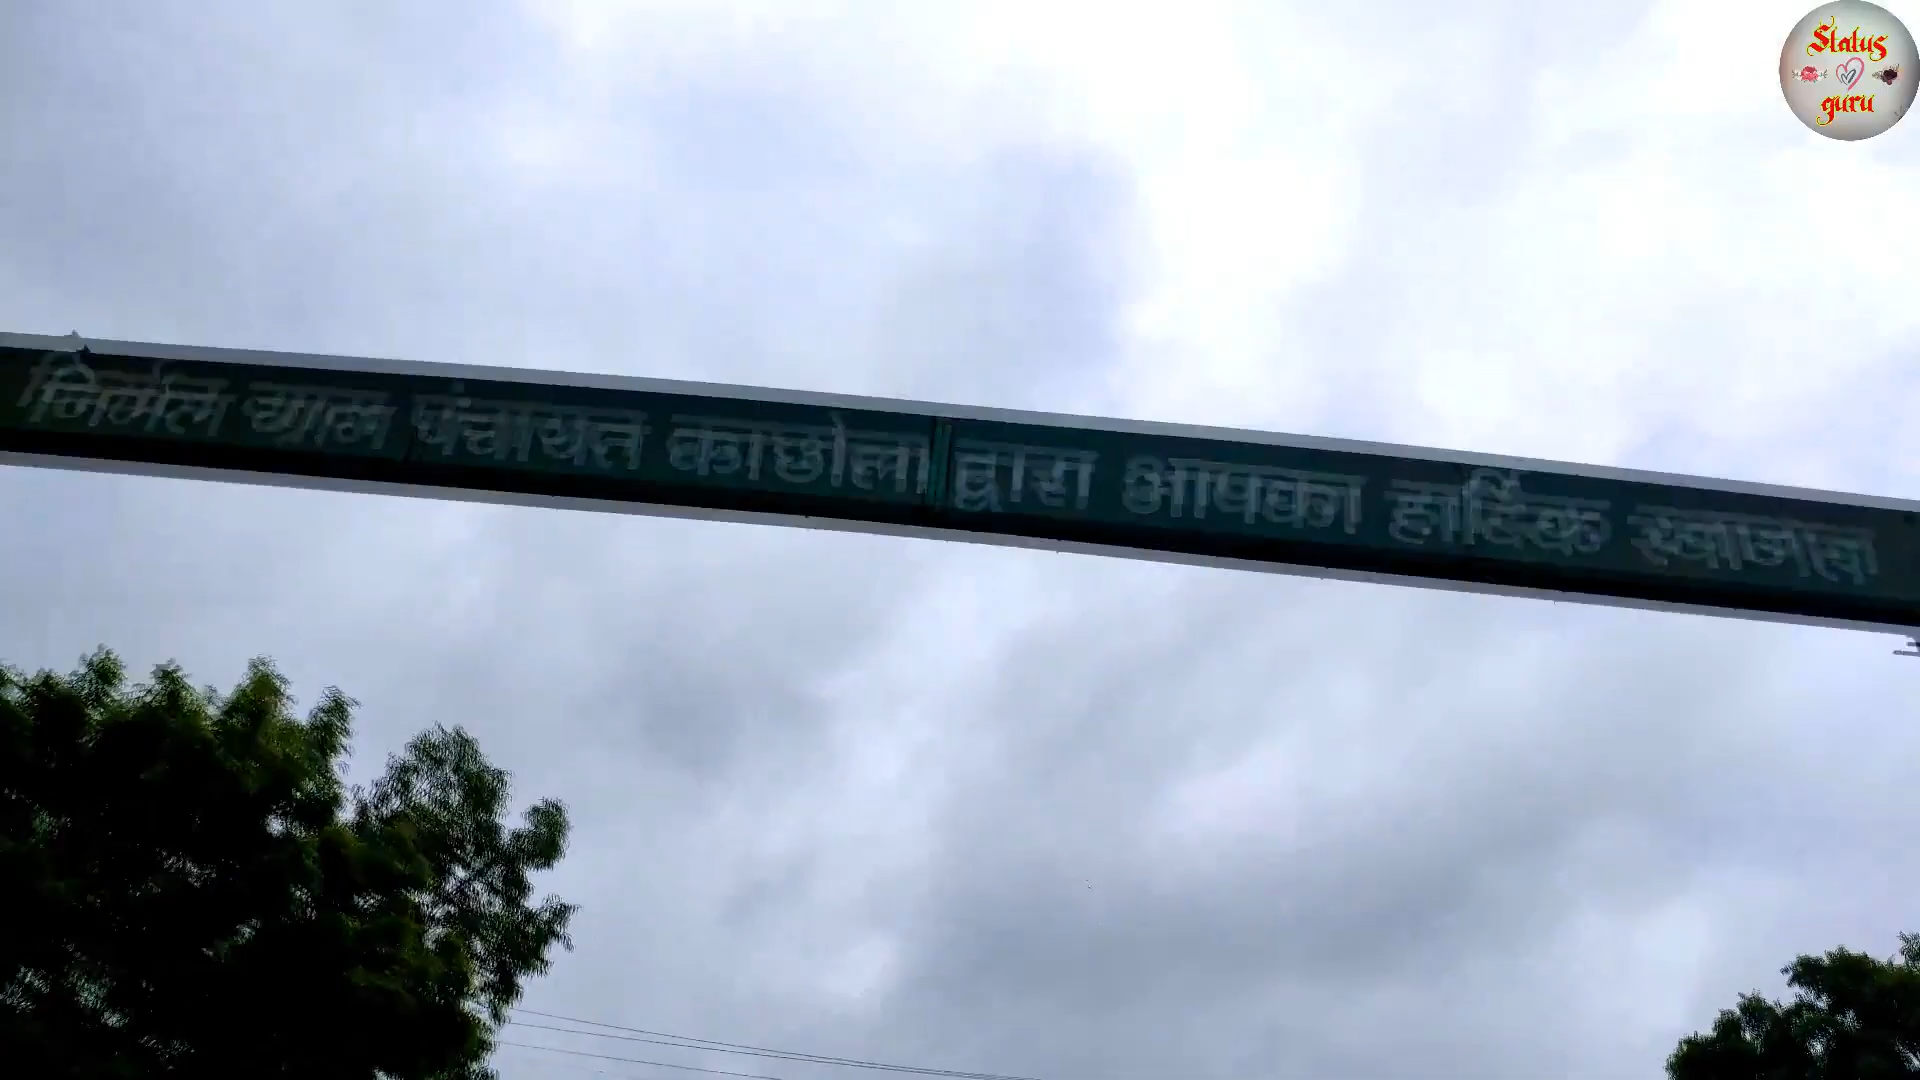 Status
guru
निर्मल ग्राम पंचायत काछोला द्वारा आपका हार्दिक स्वागत